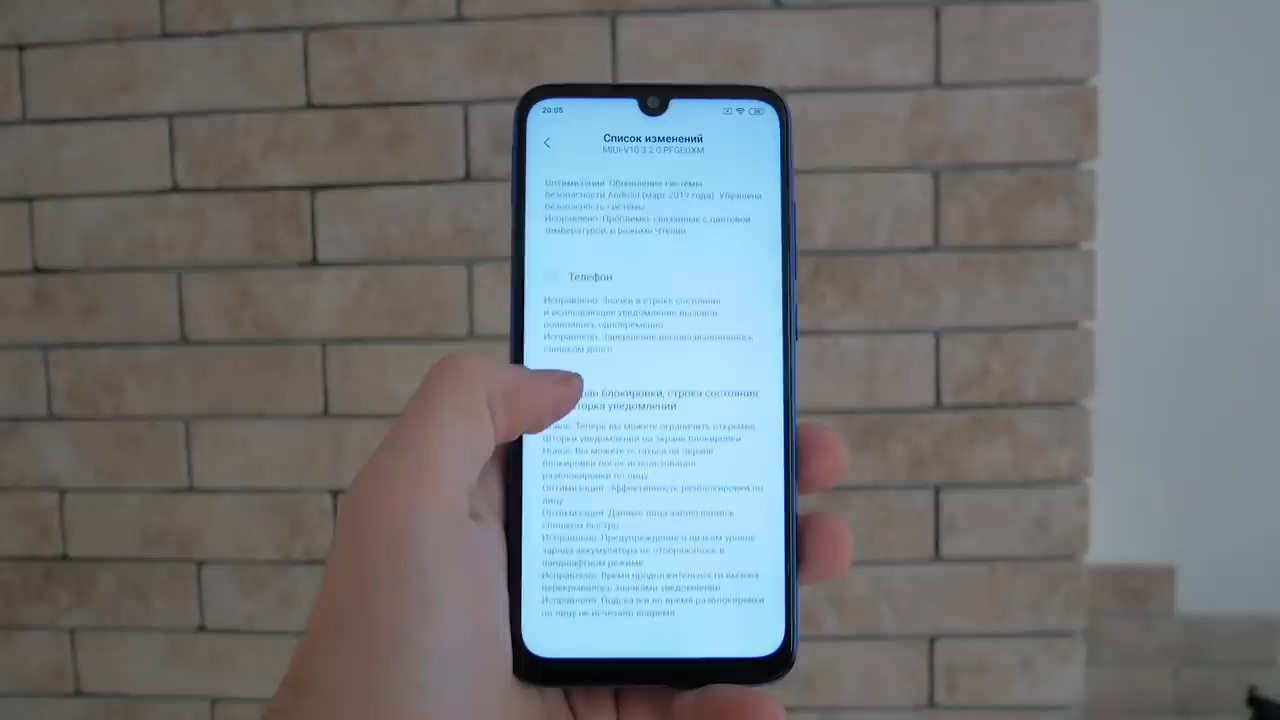 20:05
Список изменений
MIUI-V10.3.2.0.PFGEUXM
Оптимизация: Обновление системы
безопасности Android (март 2019 года). Улучшена
безопасность системы
Исправлено: Проблемы, связанные с цветовой
температурой, в режиме Чтения
Телефон
Исправлено: Значки в строке состояния
и всплывающее уведомление вызовов
появлялись одновременно
Исправлено: Завершение вызова выполнялось
слишком долго
блокировки, строка состояния,
уведомлений
Новое: Теперь вы можете ограничить открытие
Шторки уведомлений на экране блокировки
Новое: Вы можете остаться на Экране
блокировки после использования
разблокировки по лицу
Оптимизация: Эффективность разблокировки по
лицу
Оптимизация: Данные лица записывались
слишком быстро
Исправлено: Предупреждение о низком уровне
заряда аккумулятора не отображалось в
ландшафтном режиме
Исправлено: Время продолжительности вызова
перекрывалось значками уведомлений
Исправлено: Подсказки во время разблокировки
по лицу не исчезали вовремя